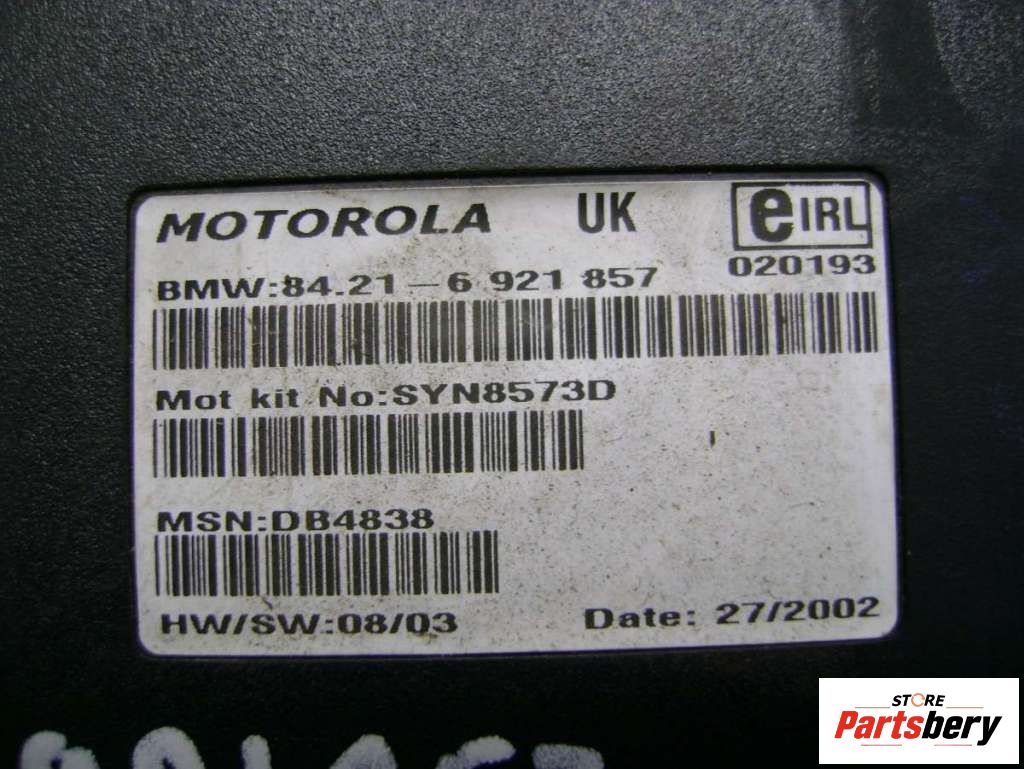 MOTOROLA UK e IRL
BMW:84.21-6 921 857 020193
Mot kit No:SYN8573D
MSN:DB4838
HW/SW:08/03 Date: 27/2002
STORE
Partsbery